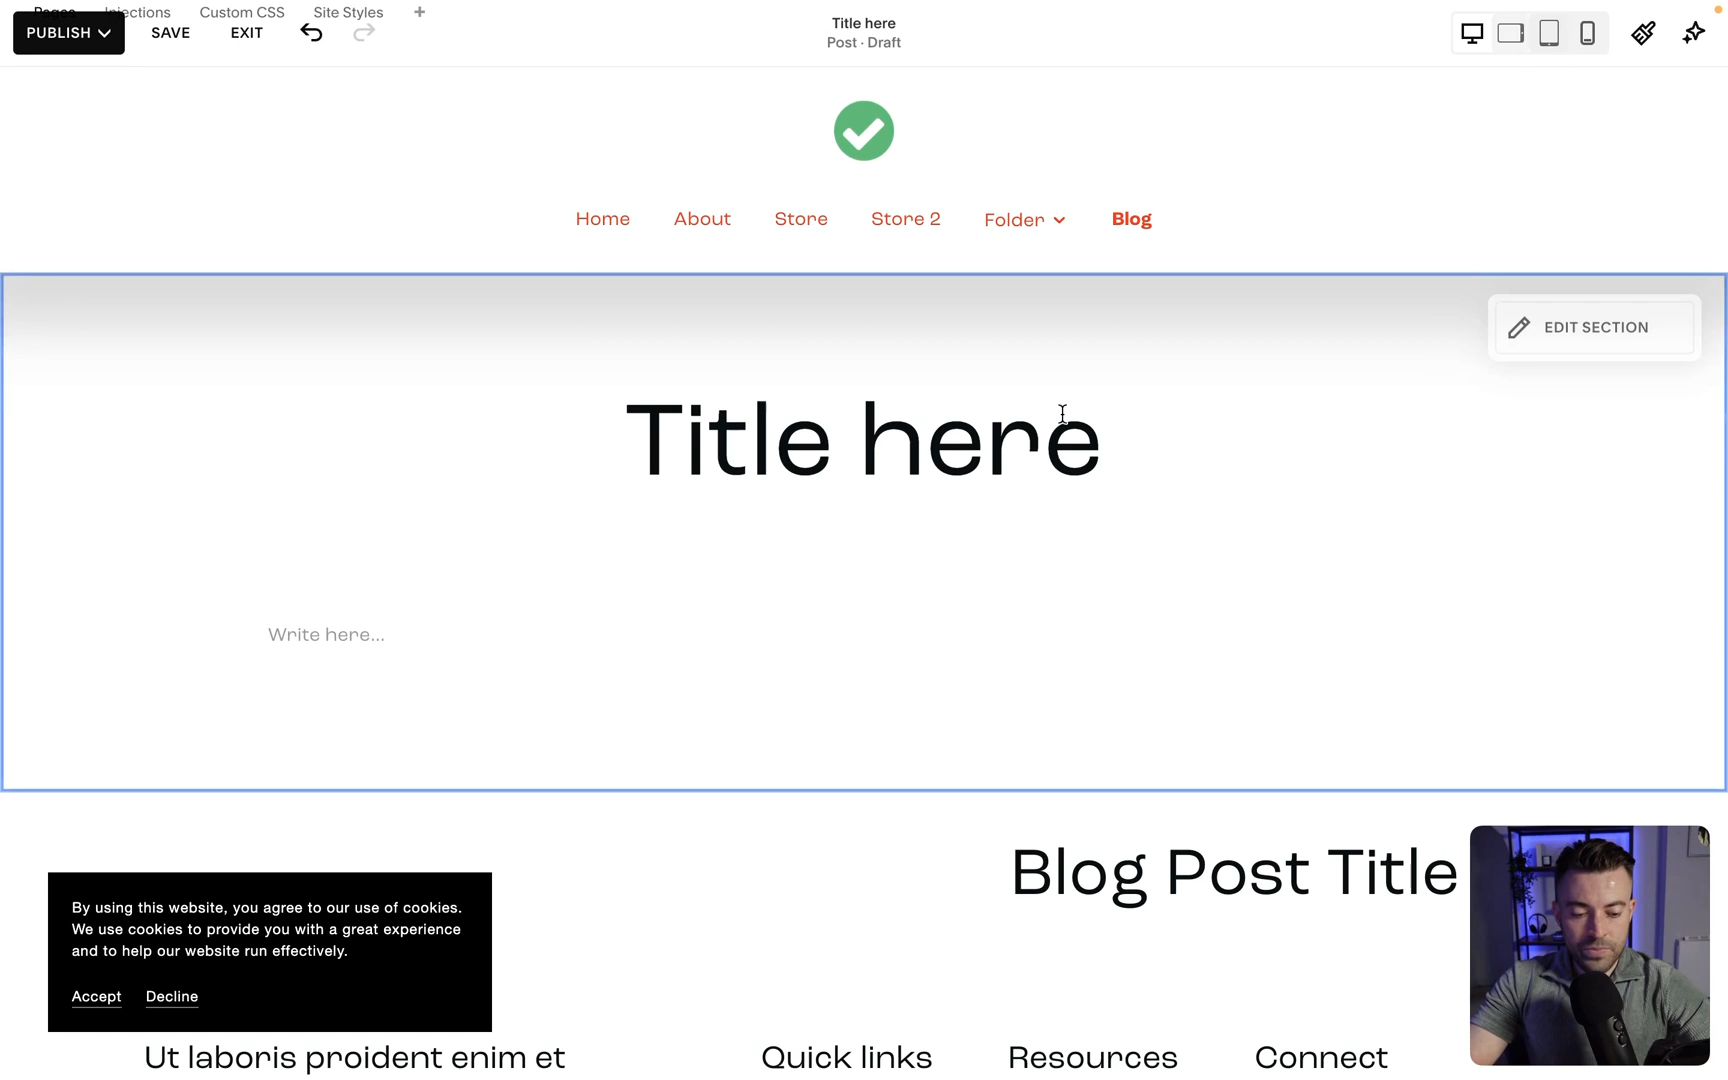 Pages Injections Custom CSS Site Styles +
PUBLISH SAVE EXIT
Title here
Post · Draft
Home About Store Store 2 Folder Blog
EDIT SECTION
Title here
Write here...
Blog Post Title
By using this website, you agree to our use of cookies.
We use cookies to provide you with a great experience
and to help our website run effectively.
Accept Decline
Ut laboris proident enim et Quick links Resources Connect